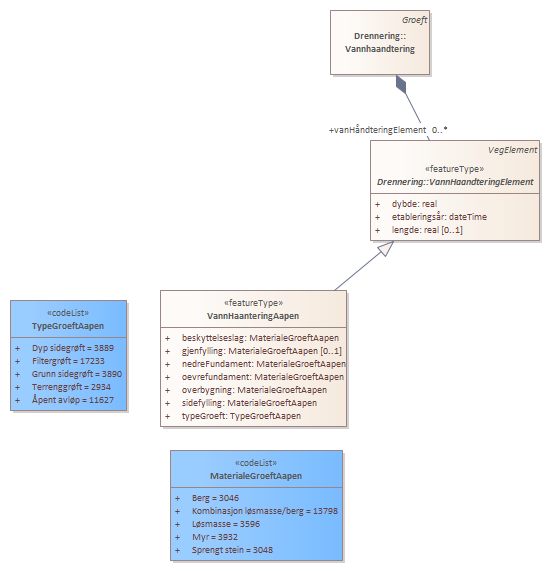 Groeft
Drennering::
Vannhaandtering
+vanHåndteringElement 0..*
VegElement
«featureType»
Drennering::VannHaandteringElement
+ dybde: real
+ etableringsår: dateTime
+ lengde: real [0..1]
«featureType»
VannHaanteringAapen
+ beskyttelseslag: MaterialeGroeftAapen
+ gjenfylling: MaterialeGroeftAapen [0..1]
+ nedreFundament: MaterialeGroeftAapen
+ oevrefundament: MaterialeGroeftAapen
+ overbygning: MaterialeGroeftAapen
+ sidefylling: MaterialeGroeftAapen
+ typeGroeft: TypeGroeftAapen
«codeList»
TypeGroeftAapen
+ Dyp sidegrøft = 3889
+ Filtergrøft = 17233
+ Grunn sidegrøft = 3890
+ Terrenggrøft = 2934
+ Åpent avløp = 11627
«codeList»
MaterialeGroeftAapen
+ Berg = 3046
+ Kombinasjon løsmasse/berg = 13798
+ Løsmasse = 3596
+ Myr = 3932
+ Sprengt stein = 3048